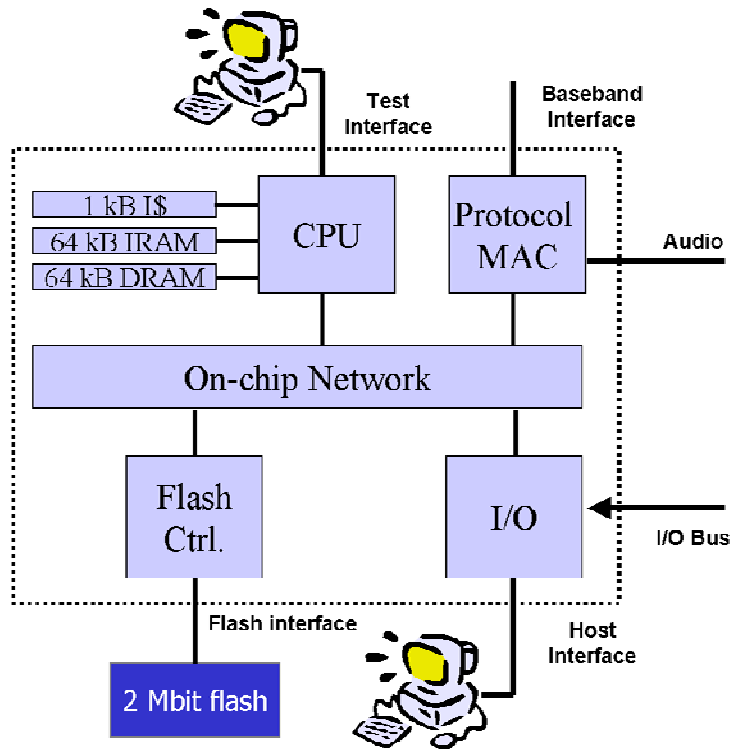 Test
Interface
Baseband
Interface
1 kB I$
64 kB IRAM
64 kB DRAM
CPU
Protocol
MAC
Audio
On-chip Network
Flash
Ctrl.
I/O
I/O Bus
Flash interface
Host
Interface
2 Mbit flash